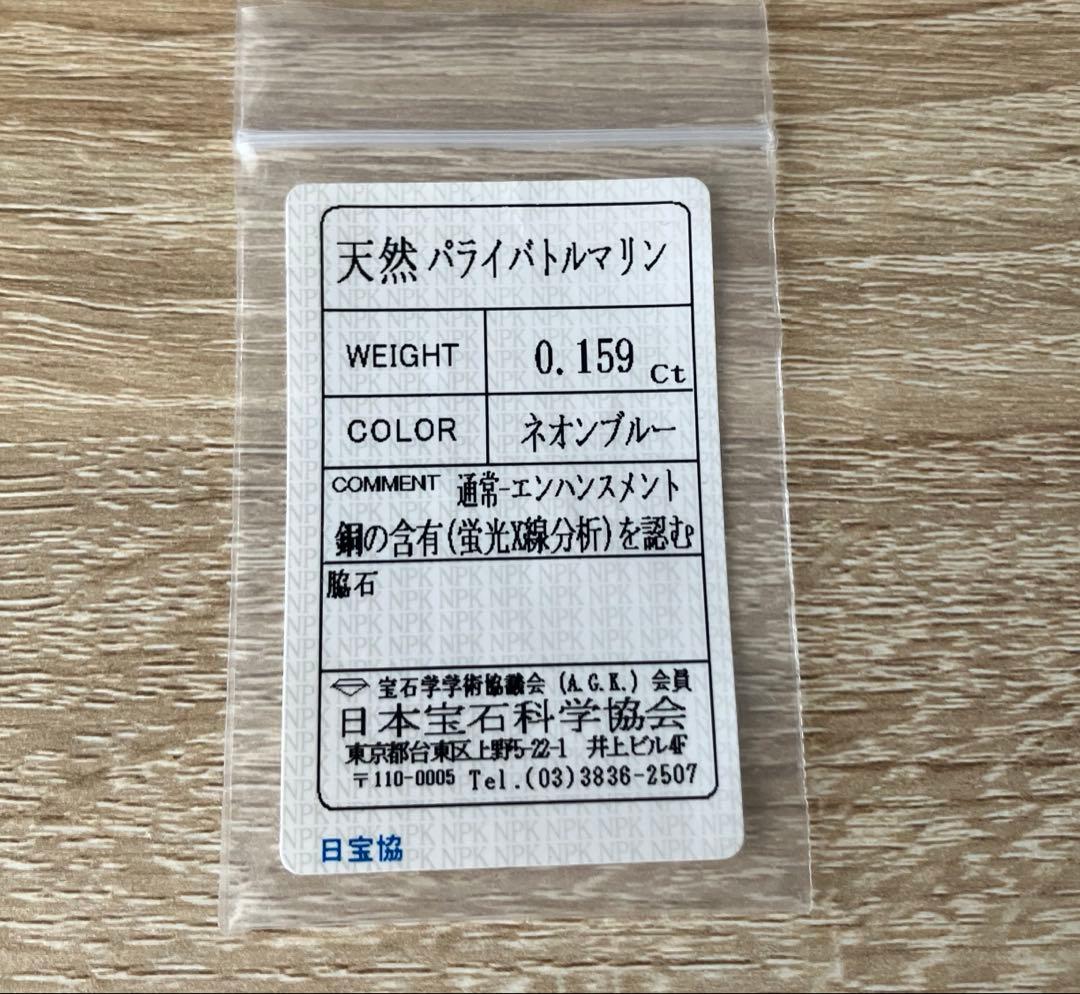 天然 パライバトルマリン
WEIGHT 0.159 Ct
COLOR ネオンブルー
COMMENT 通常-エンハンスメント
銅の含有(蛍光X線分析)を認む
脇石
宝石学学術協議会 (A.G.K.) 会員
日本宝石科学協会
東京都台東区上野5-22-1 井上ビル4F
〒110-0005 Tel.(03)3836-2507
日宝協